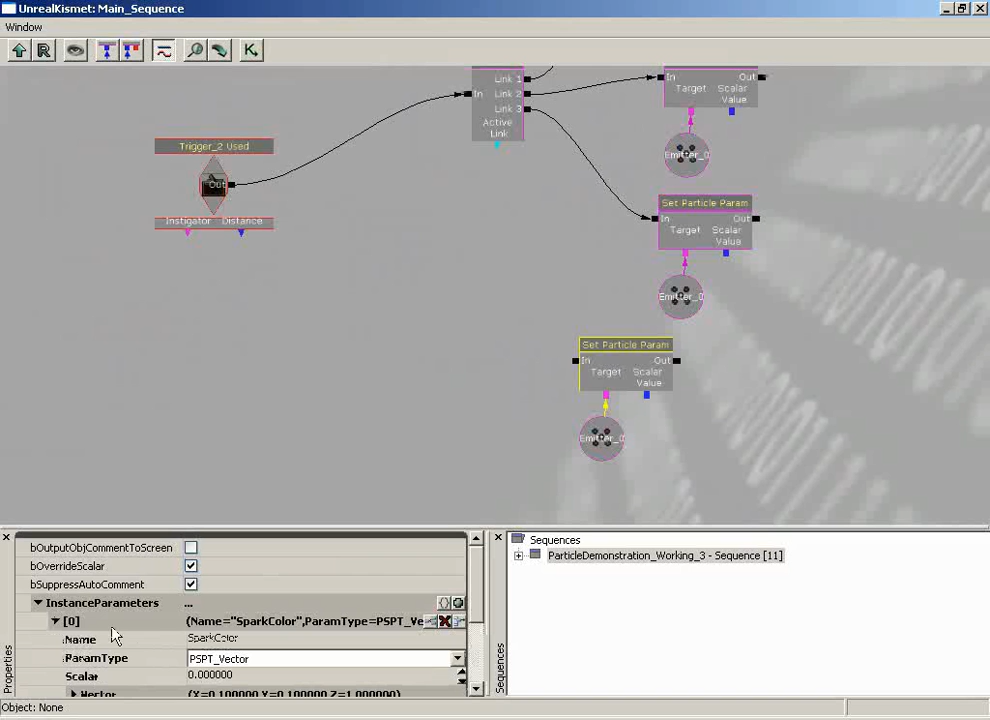 UnrealKismet: Main_Sequence
Window
Link 1
In Link 2
Link 3
Active
Link
In Out
Target Scalar
Value
Emitter_0
Trigger_2 Used
Out
Instigator Distance
Set Particle Param
In Out
Target Scalar
Value
Emitter_0
Set Particle Param
In Out
Target Scalar
Value
Emitter_0
Properties
bOutputObjCommentToScreen
bOverrideScalar
bSuppressAutoComment
InstanceParameters ...
[0] (Name="SparkColor",ParamType=PSPT_Ve
Name SparkColor
ParamType PSPT_Vector
Scalar 0.000000
Vector (X=0.100000,Y=0.100000,Z=1.000000)
Sequences
Sequences
ParticleDemonstration_Working_3 - Sequence [11]
Object: None